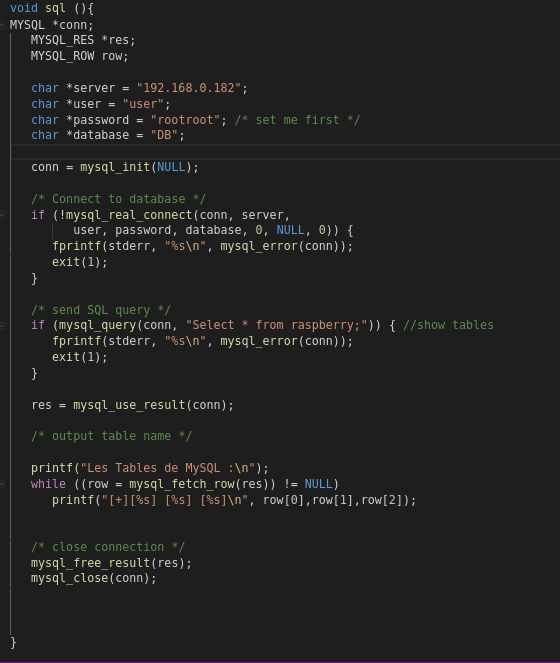 void sql (){
MYSQL *conn;
MYSQL_RES *res;
MYSQL_ROW row;
char *server = "192.168.0.182";
char *user = "user";
char *password = "rootroot"; /* set me first */
char *database = "DB";
conn = mysql_init(NULL);
/* Connect to database */
if (!mysql_real_connect(conn, server,
user, password, database, 0, NULL, 0)) {
fprintf(stderr, "%s\n", mysql_error(conn));
exit(1);
}
/* send SQL query */
if (mysql_query(conn, "Select * from raspberry;")) { //show tables
fprintf(stderr, "%s\n", mysql_error(conn));
exit(1);
}
res = mysql_use_result(conn);
/* output table name */
printf("Les Tables de MySQL :\n");
while ((row = mysql_fetch_row(res)) != NULL)
printf("[+][%s] [%s] [%s]\n", row[0],row[1],row[2]);
/* close connection */
mysql_free_result(res);
mysql_close(conn);
}